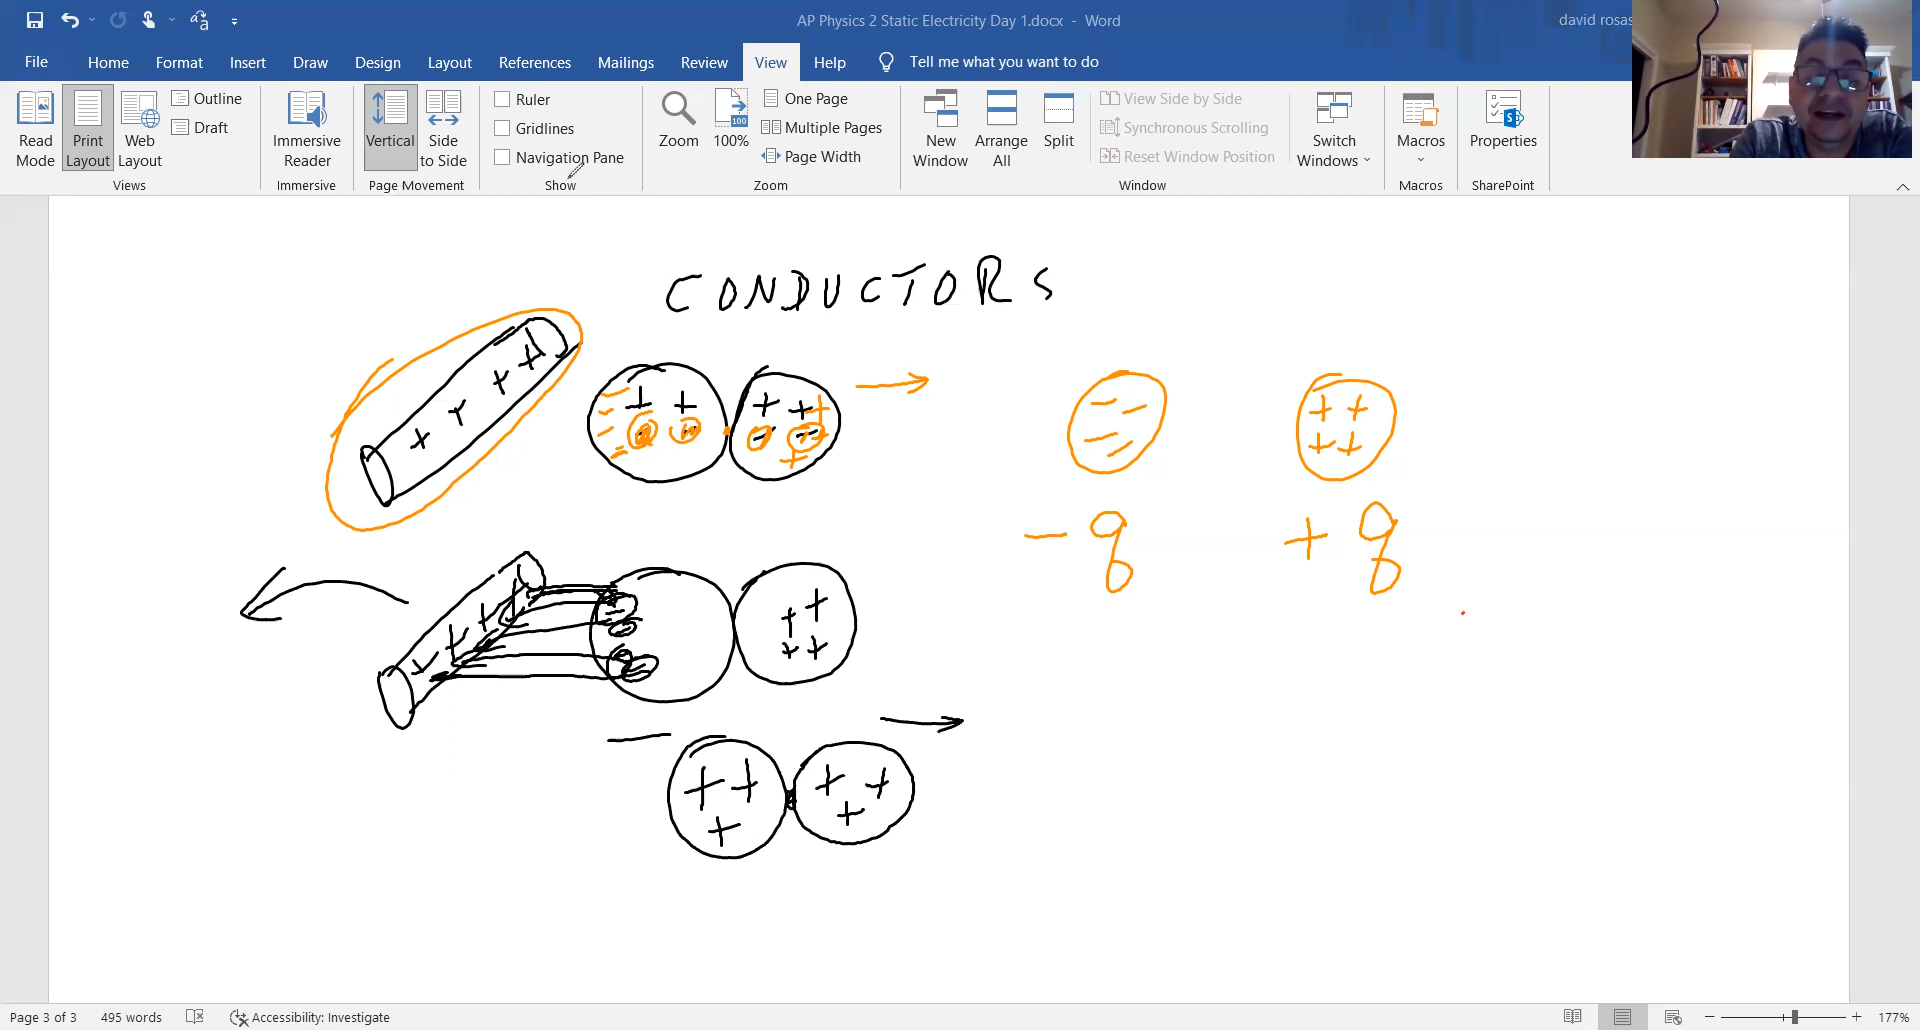 AP Physics 2 Static Electricity Day 1.docx - Word
david rosas
File Home Format Insert Draw Design Layout References Mailings Review View Help Tell me what you want to do
Read Mode
Print Layout
Web Layout
Outline
Draft
Views
Immersive Reader
Immersive
Vertical
Side to Side
Page Movement
Ruler
Gridlines
Navigation Pane
Show
Zoom
100%
One Page
Multiple Pages
Page Width
Zoom
New Window
Arrange All
Split
View Side by Side
Synchronous Scrolling
Reset Window Position
Window
Switch Windows
Macros
Macros
Properties
SharePoint
CONDUCTORS
+ + + + +
+ + + +
- - - -
+ + + +
- q + q
+ + + +
+ + + +
-
+ + + + + +
Page 3 of 3 495 words Accessibility: Investigate 177%